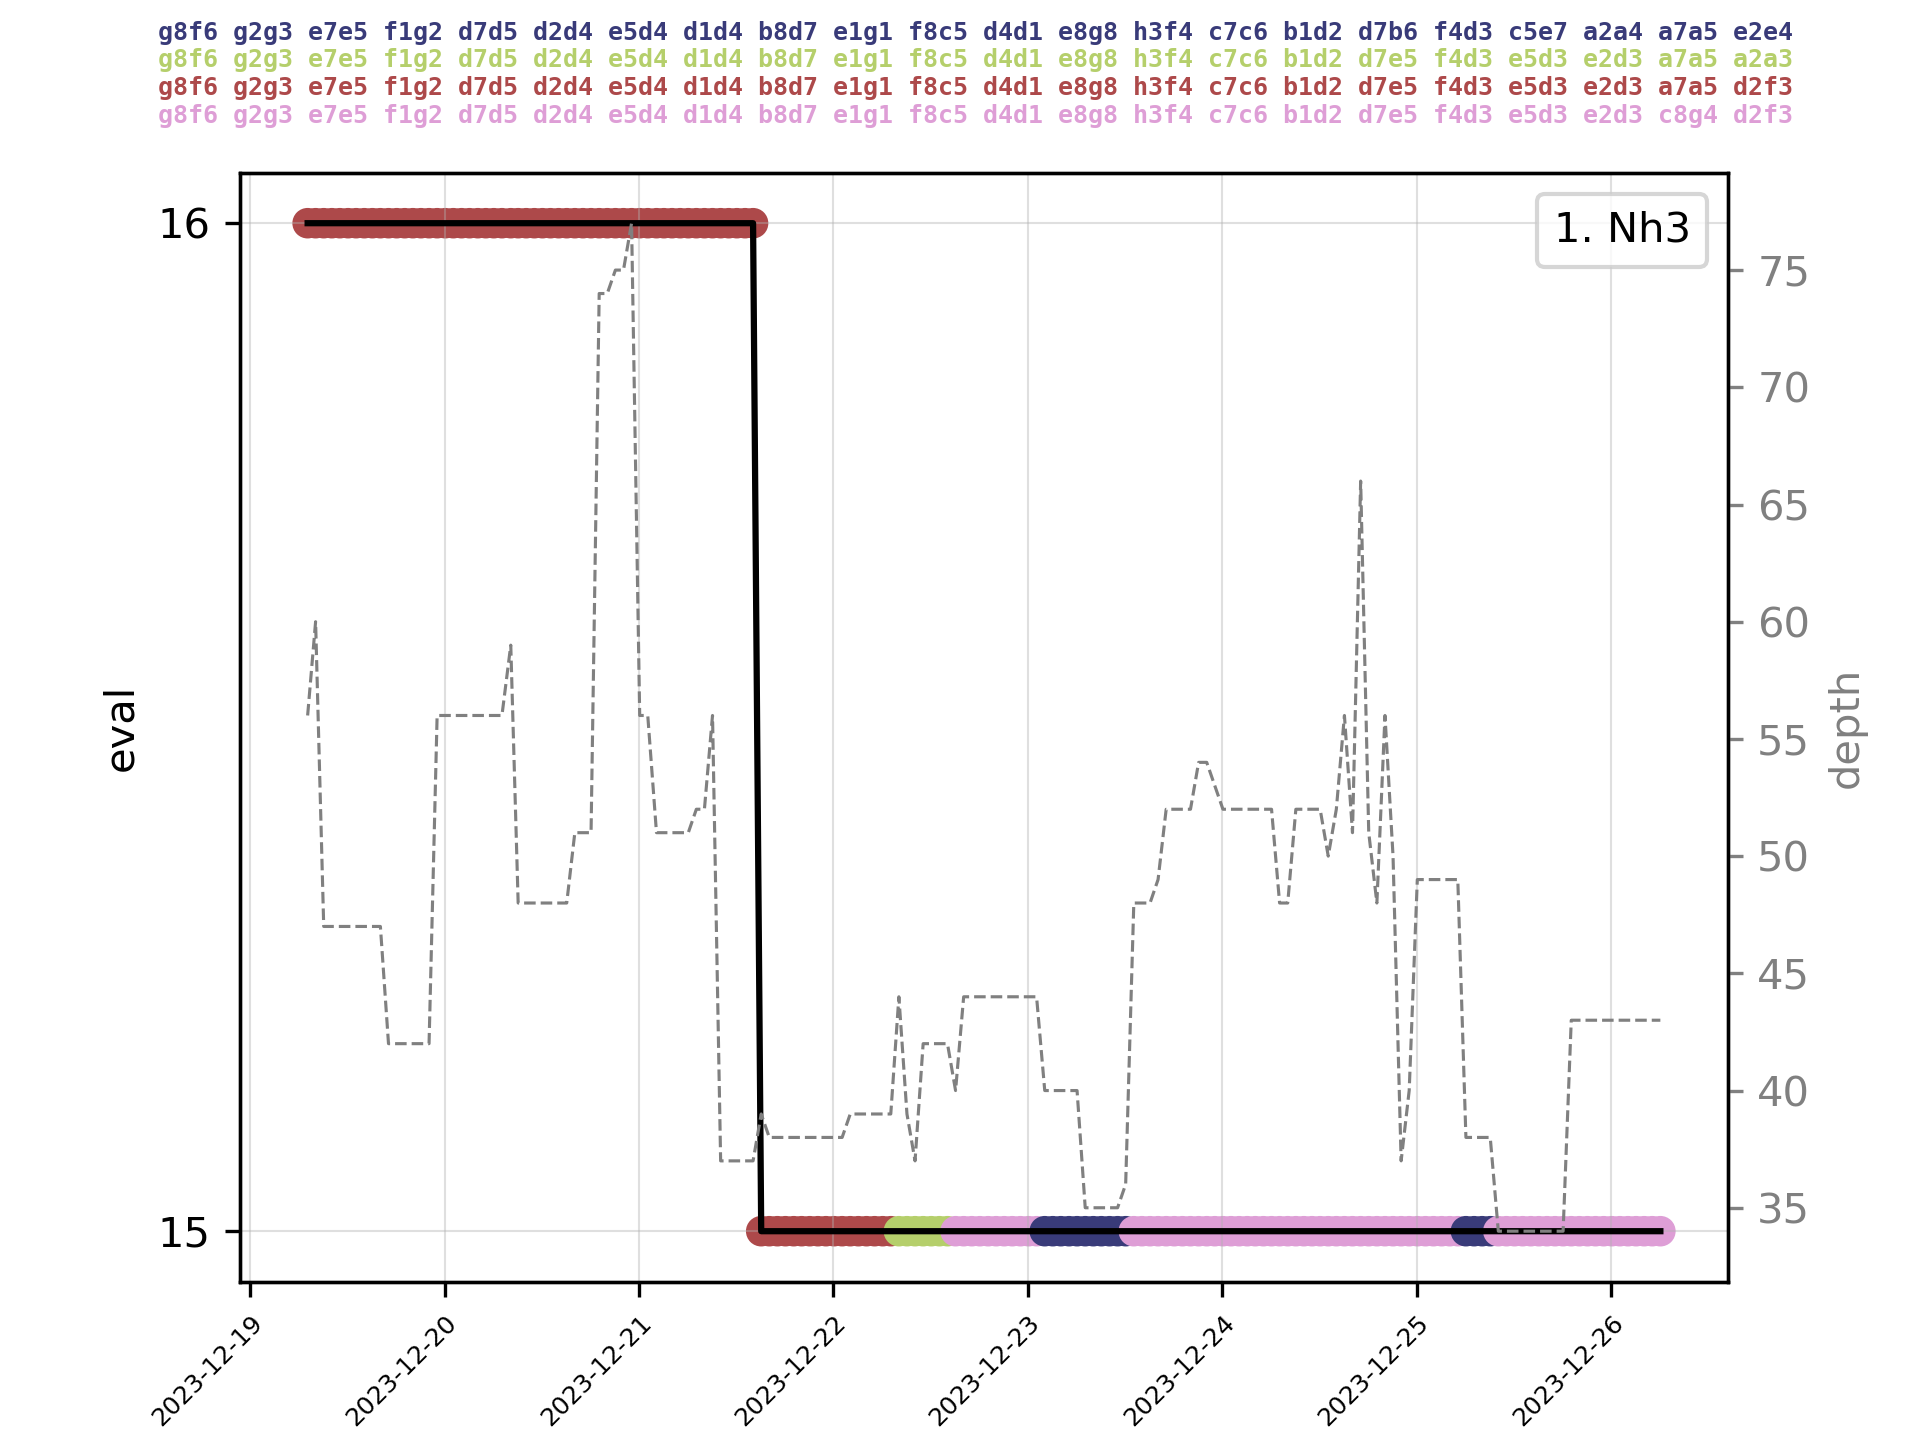 g8f6 g2g3 e7e5 f1g2 d7d5 d2d4 e5d4 d1d4 b8d7 e1g1 f8c5 d4d1 e8g8 h3f4 c7c6 b1d2 d7b6 f4d3 c5e7 a2a4 a7a5 e2e4
g8f6 g2g3 e7e5 f1g2 d7d5 d2d4 e5d4 d1d4 b8d7 e1g1 f8c5 d4d1 e8g8 h3f4 c7c6 b1d2 d7e5 f4d3 e5d3 e2d3 a7a5 a2a3
g8f6 g2g3 e7e5 f1g2 d7d5 d2d4 e5d4 d1d4 b8d7 e1g1 f8c5 d4d1 e8g8 h3f4 c7c6 b1d2 d7e5 f4d3 e5d3 e2d3 a7a5 d2f3
g8f6 g2g3 e7e5 f1g2 d7d5 d2d4 e5d4 d1d4 b8d7 e1g1 f8c5 d4d1 e8g8 h3f4 c7c6 b1d2 d7e5 f4d3 e5d3 e2d3 c8g4 d2f3
1. Nh3
16
15
eval
75
70
65
60
55
50
45
40
35
depth
2023-12-19
2023-12-20
2023-12-21
2023-12-22
2023-12-23
2023-12-24
2023-12-25
2023-12-26